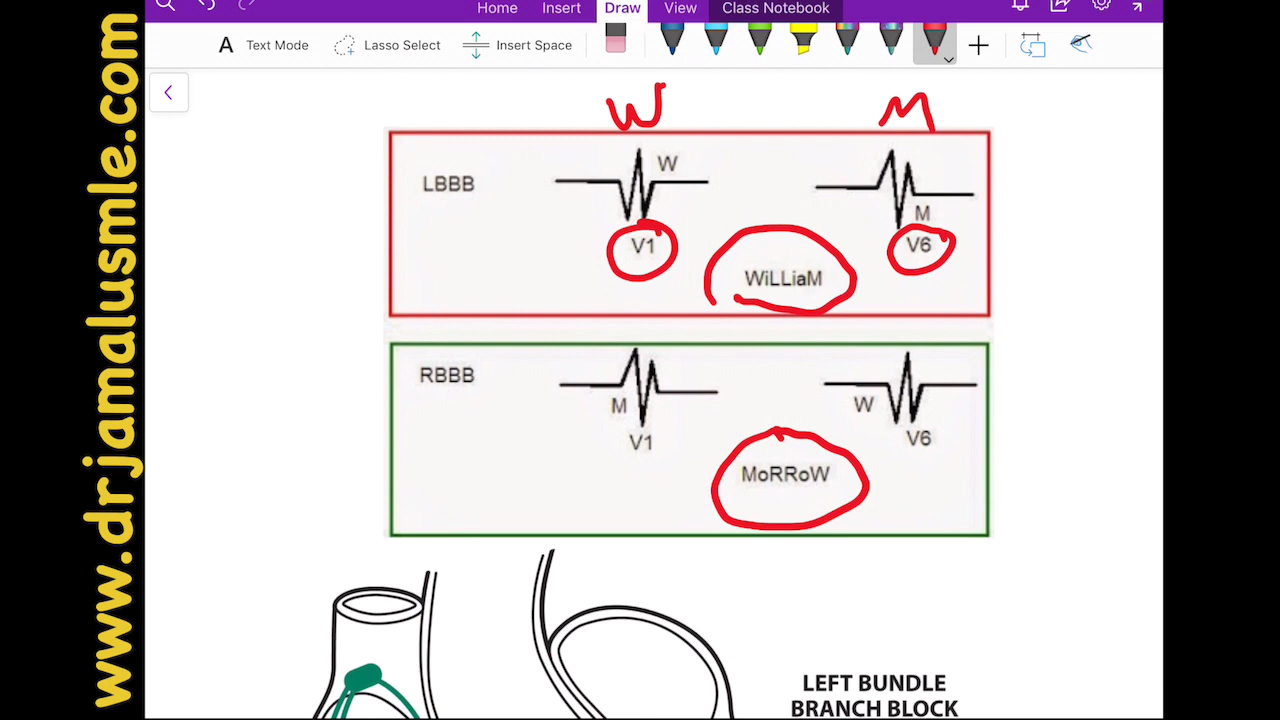 www.drjamalusmle.com
Home Insert Draw View Class Notebook
A Text Mode Lasso Select Insert Space
W M
LBBB W M
V1 V6
WiLLiaM
RBBB M W
V1 V6
MoRRoW
LEFT BUNDLE
BRANCH BLOCK